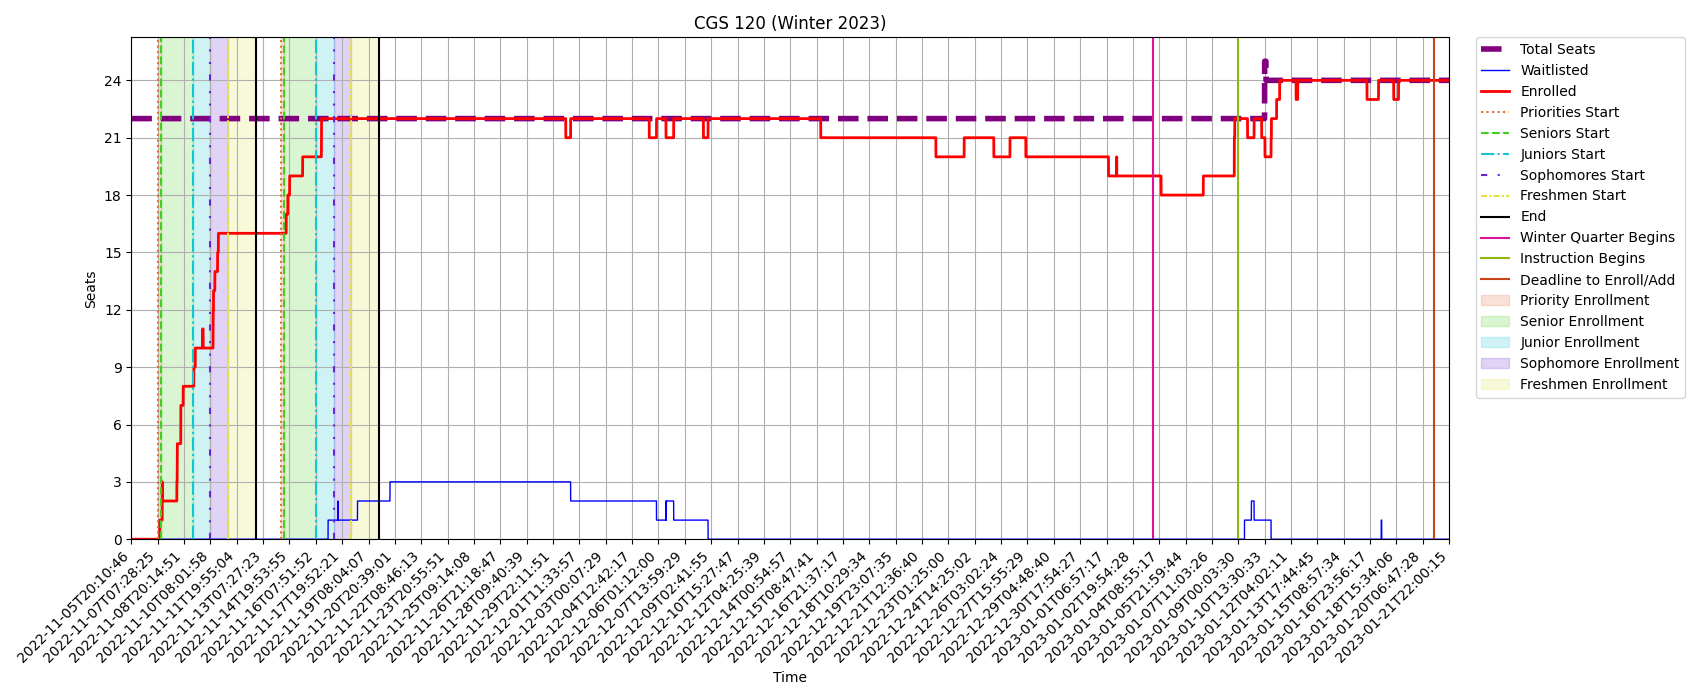 CGS 120 (Winter 2023)
Seats
24
21
18
15
12
9
6
3
0
2022-11-05T20:10:46
2022-11-07T07:28:25
2022-11-08T20:14:51
2022-11-10T08:01:58
2022-11-11T19:55:04
2022-11-13T07:27:23
2022-11-14T19:53:55
2022-11-16T07:51:52
2022-11-17T19:52:21
2022-11-19T08:04:07
2022-11-20T20:39:01
2022-11-22T08:46:13
2022-11-23T20:55:51
2022-11-25T09:14:08
2022-11-26T21:18:47
2022-11-28T09:40:39
2022-11-29T22:11:51
2022-12-01T11:33:57
2022-12-03T00:07:29
2022-12-04T12:42:17
2022-12-06T01:12:00
2022-12-07T13:59:29
2022-12-09T02:41:55
2022-12-10T15:27:47
2022-12-12T04:25:39
2022-12-14T00:54:57
2022-12-15T08:47:41
2022-12-16T21:37:17
2022-12-18T10:29:34
2022-12-19T23:07:35
2022-12-21T12:36:40
2022-12-23T01:25:00
2022-12-24T14:25:02
2022-12-26T03:02:24
2022-12-27T15:55:29
2022-12-29T04:48:40
2022-12-30T17:54:27
2023-01-01T06:57:17
2023-01-02T19:54:28
2023-01-04T08:55:17
2023-01-05T21:59:44
2023-01-07T11:03:26
2023-01-09T00:03:30
2023-01-10T13:30:33
2023-01-12T04:02:11
2023-01-13T17:44:45
2023-01-15T08:57:34
2023-01-16T23:56:17
2023-01-18T15:34:06
2023-01-20T06:47:28
2023-01-21T22:00:15
Time
Total Seats
Waitlisted
Enrolled
Priorities Start
Seniors Start
Juniors Start
Sophomores Start
Freshmen Start
End
Winter Quarter Begins
Instruction Begins
Deadline to Enroll/Add
Priority Enrollment
Senior Enrollment
Junior Enrollment
Sophomore Enrollment
Freshmen Enrollment